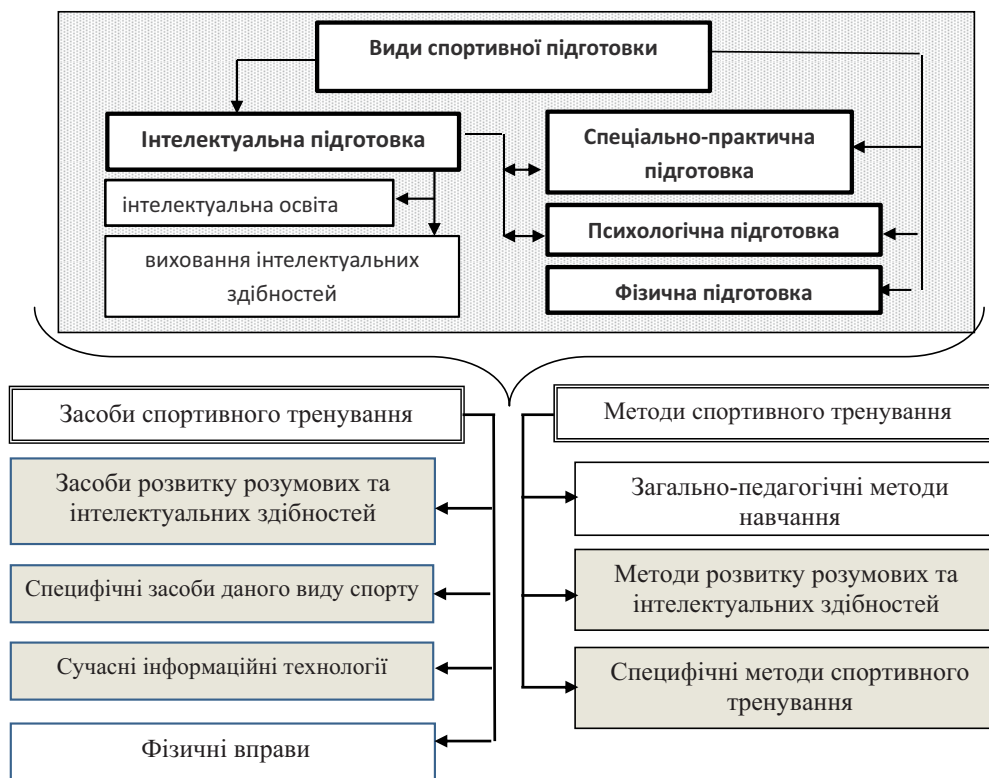 Види спортивної підготовки
Інтелектуальна підготовка
інтелектуальна освіта
виховання інтелектуальних
здібностей
Спеціально-практична
підготовка
Психологічна підготовка
Фізична підготовка
Засоби спортивного тренування
Засоби розвитку розумових та
інтелектуальних здібностей
Специфічні засоби даного виду спорту
Сучасні інформаційні технології
Фізичні вправи
Методи спортивного тренування
Загально-педагогічні методи
навчання
Методи розвитку розумових та
інтелектуальних здібностей
Специфічні методи спортивного
тренування